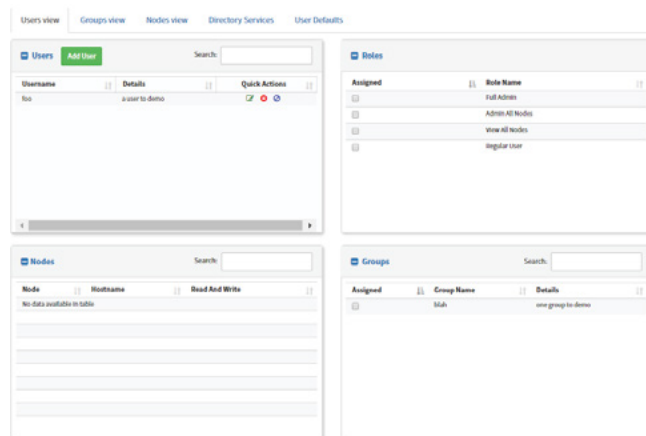 Users view Groups view Nodes view Directory Services User Defaults
Users Add User Search:
Username Details Quick Actions
foo a user to demo
Roles
Assigned Role Name
Full Admin
Admin All Nodes
View All Nodes
Regular User
Nodes Search:
Node Hostname Read And Write
No data available in table
Groups Search:
Assigned Group Name Details
blah one group to demo